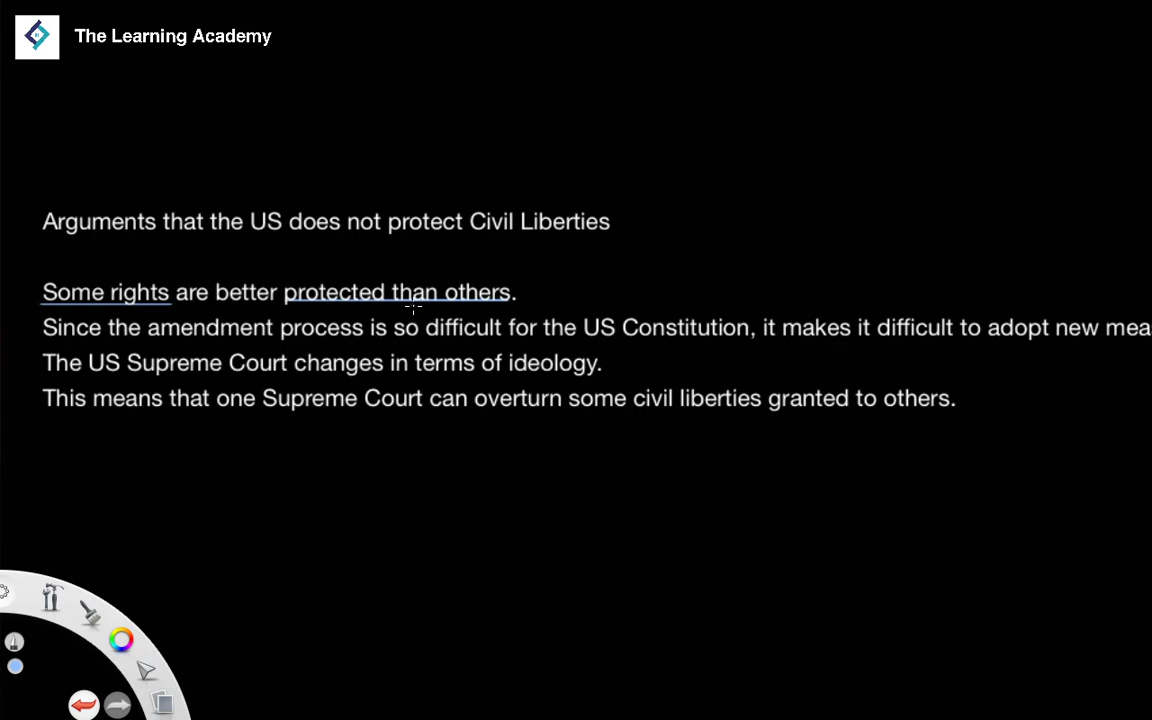 The Learning Academy
Arguments that the US does not protect Civil Liberties
Some rights are better protected than others.
Since the amendment process is so difficult for the US Constitution, it makes it difficult to adopt new mea
The US Supreme Court changes in terms of ideology.
This means that one Supreme Court can overturn some civil liberties granted to others.